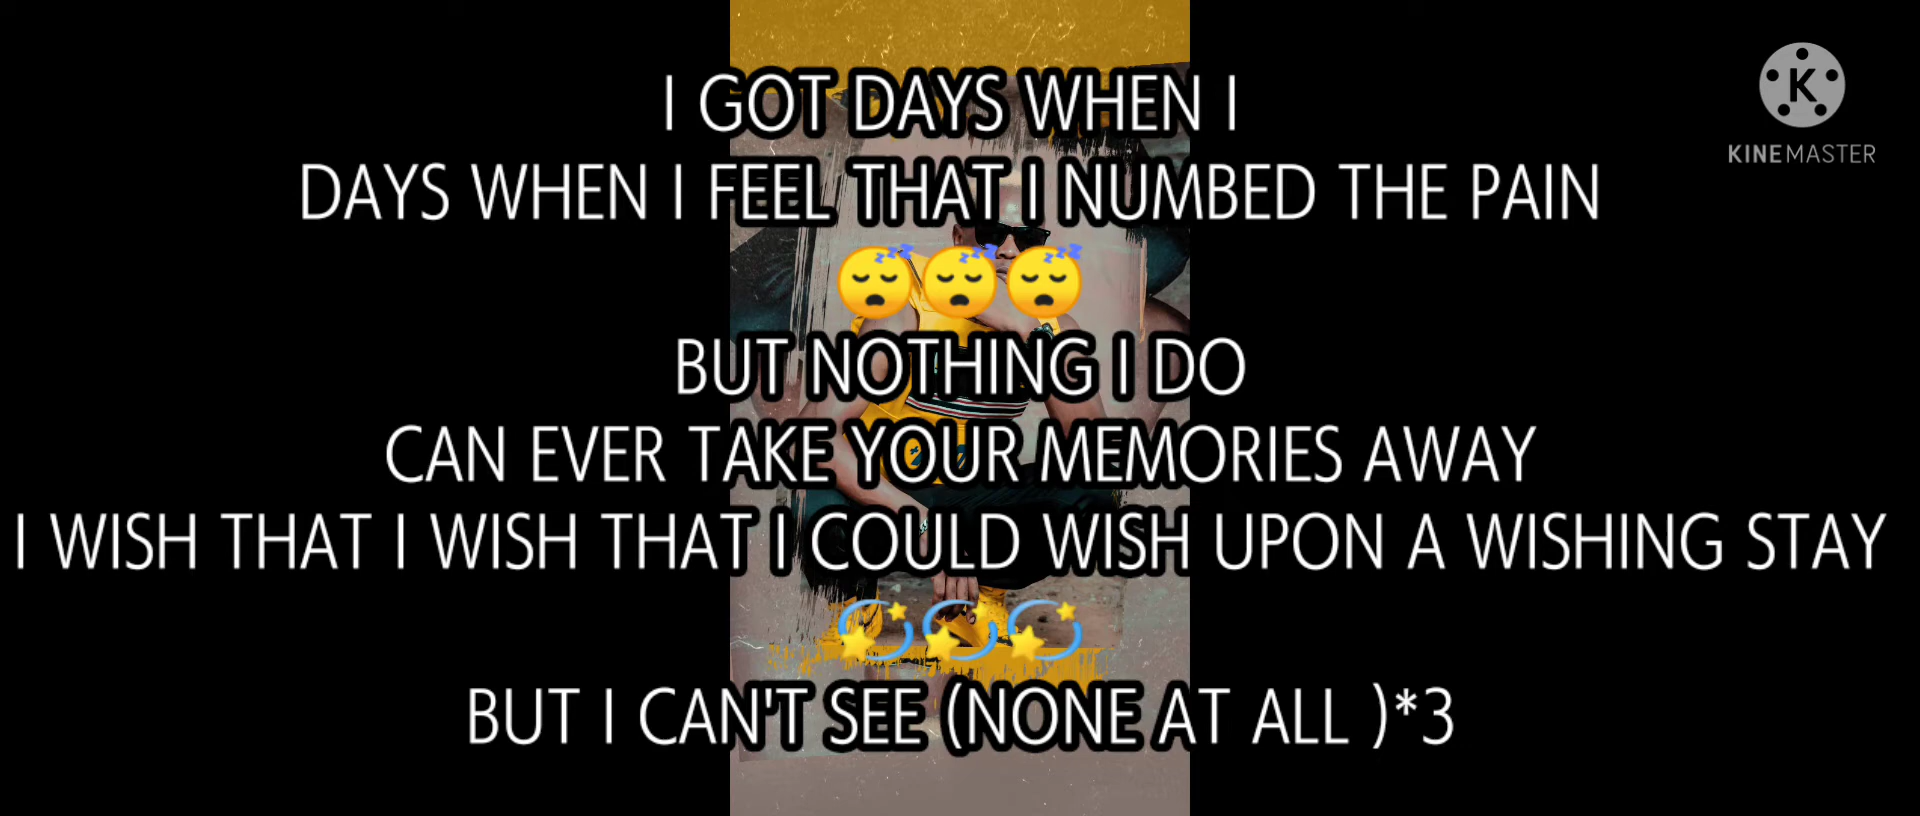 I GOT DAYS WHEN I
DAYS WHEN I FEEL THAT I NUMBED THE PAIN
😴😴😴
BUT NOTHING I DO
CAN EVER TAKE YOUR MEMORIES AWAY
I WISH THAT I WISH THAT I COULD WISH UPON A WISHING STAY
💫💫💫
BUT I CAN'T SEE (NONE AT ALL )*3
K
KINEMASTER